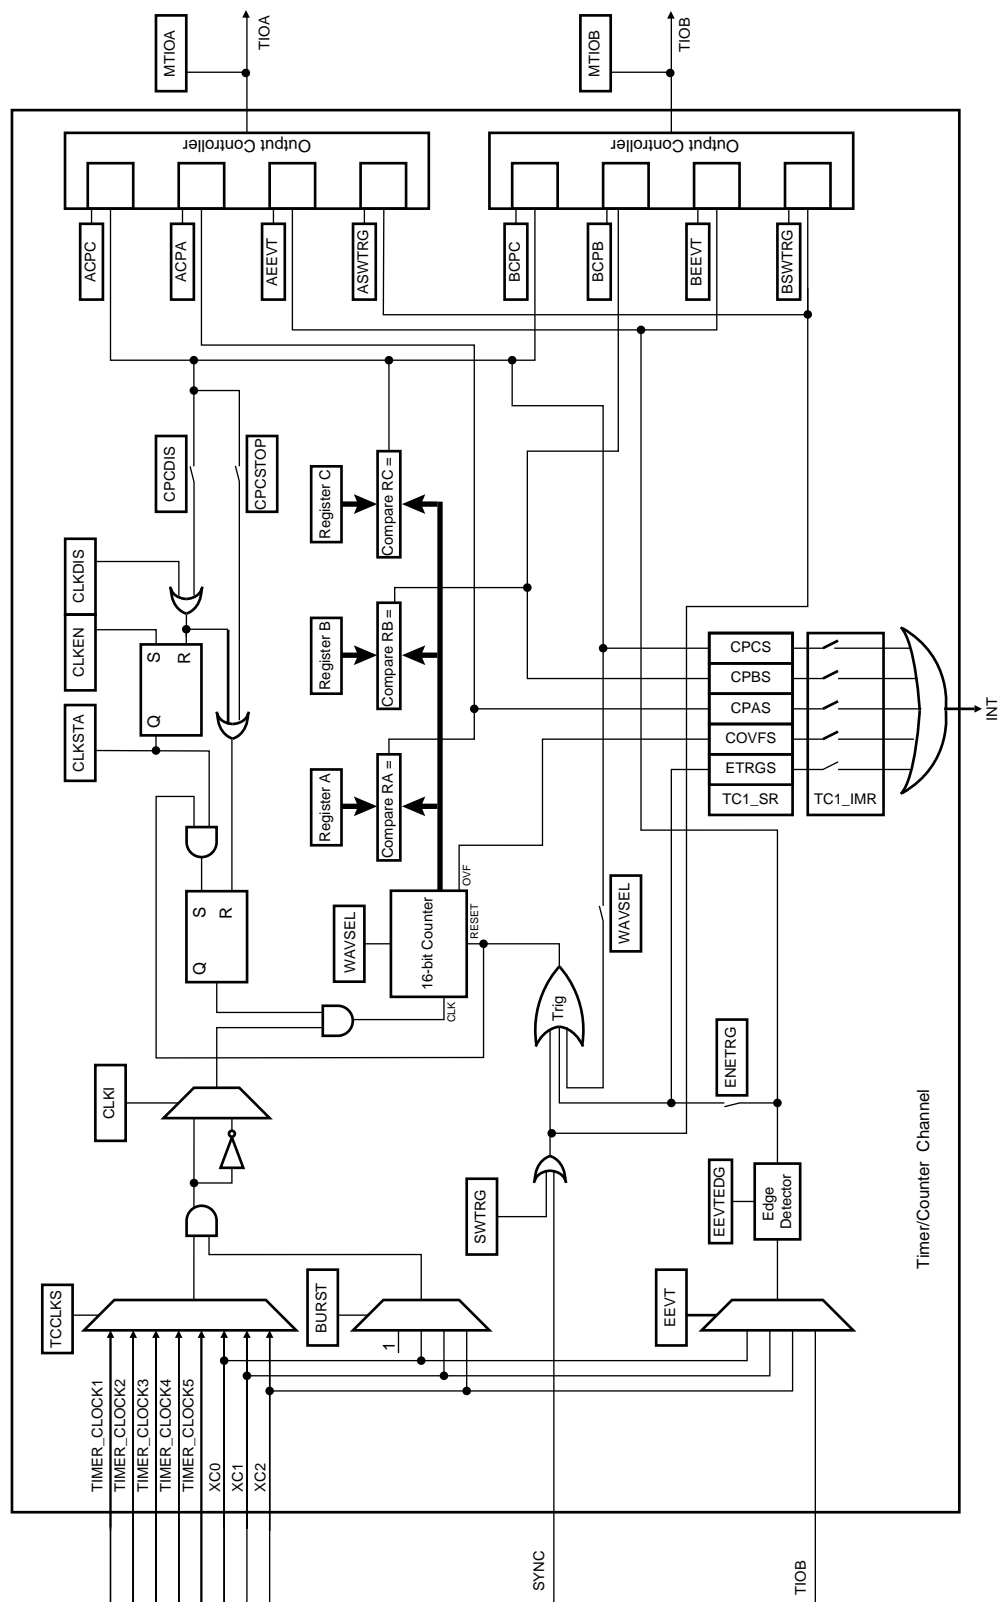 TCCLKS
TIMER_CLOCK1
TIMER_CLOCK2
TIMER_CLOCK3
TIMER_CLOCK4
TIMER_CLOCK5
XC0
XC1
XC2
CLKI
CLKSTA
CLKEN
CLKDIS
Q
S
R
CPCDIS
CPCSTOP
Q
S
R
ACPC
ACPA
AEEVT
ASWTRG
Output Controller
MTIOA
TIOA
BURST
1
WAVSEL
Register A
Register B
Register C
Compare RA =
Compare RB =
Compare RC =
16-bit Counter
CLK
RESET
OVF
SWTRG
SYNC
Trig
WAVSEL
BCPC
BCPB
BEEVT
BSWTRG
Output Controller
MTIOB
TIOB
EEVT
TIOB
EEVTEDG
Edge
Detector
ENETRG
CPCS
CPBS
CPAS
COVFS
ETRGS
TC1_SR
TC1_IMR
INT
Timer/Counter Channel